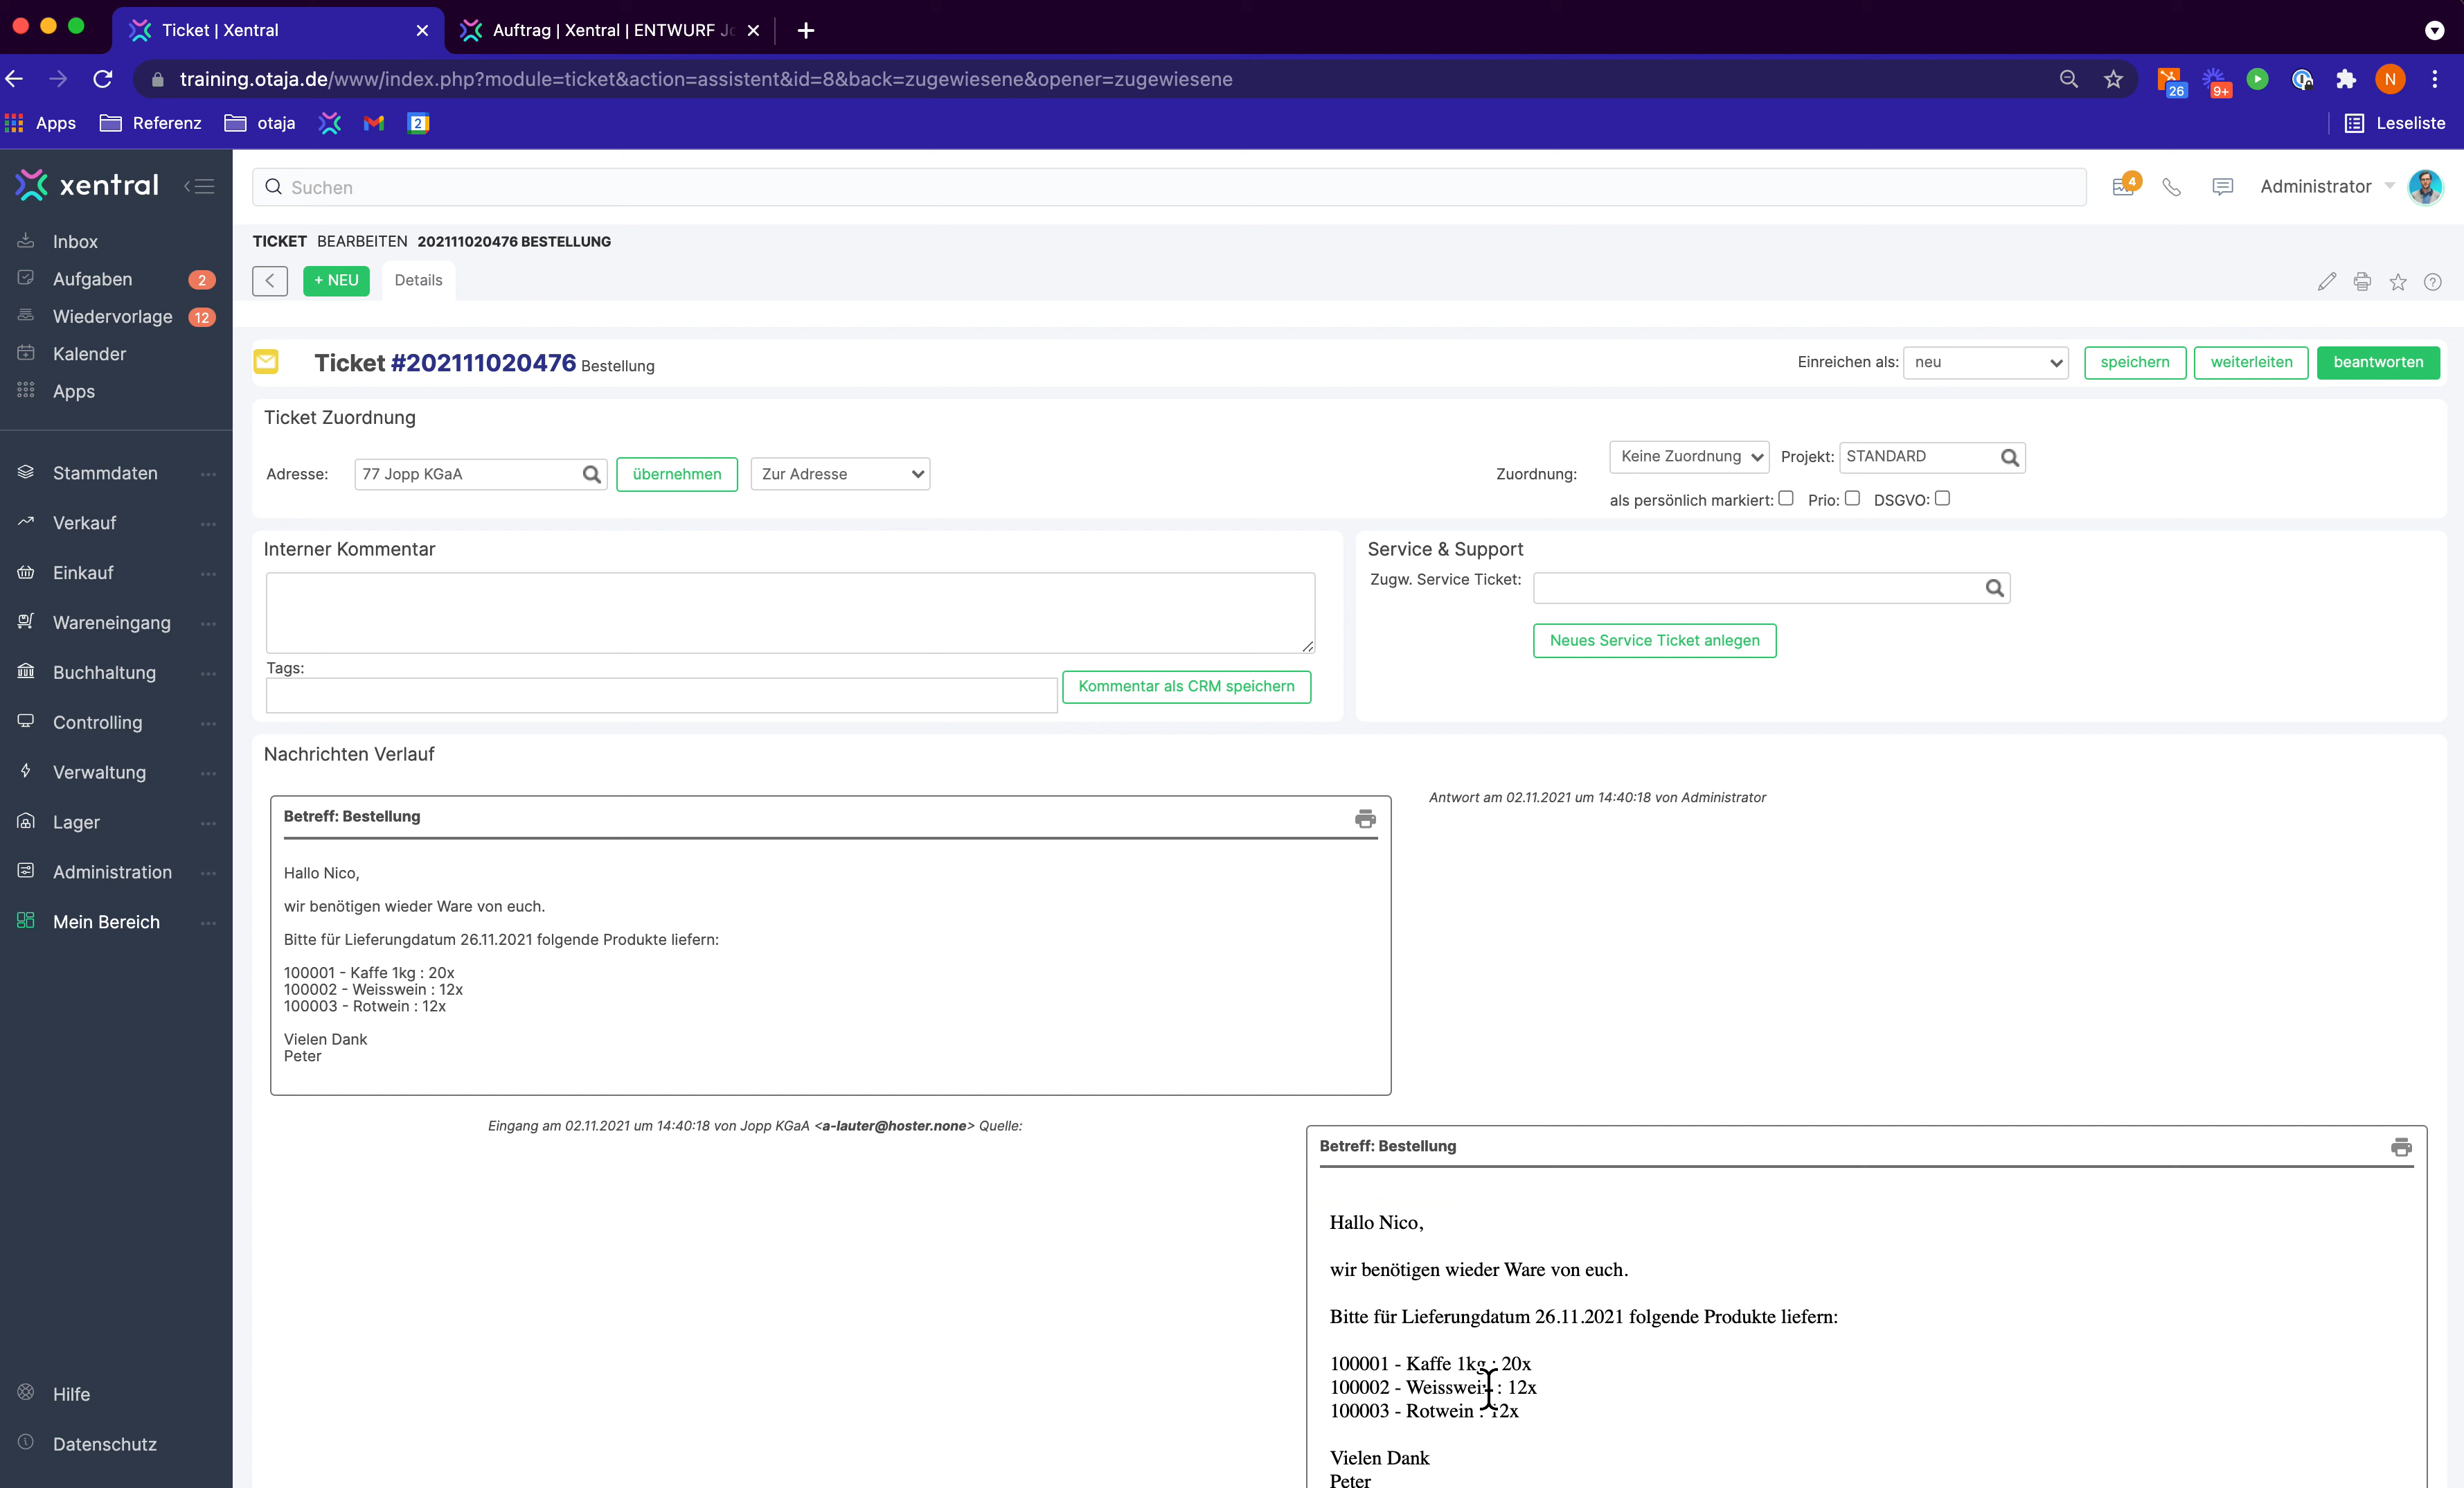 Ticket | Xentral
Auftrag | Xentral | ENTWURF
training.otaja.de/www/index.php?module=ticket&action=assistent&id=8&back=zugewiesene&opener=zugewiesene
26
9+
N
Apps
Referenz
otaja
2
Leseliste
xentral
Suchen
4
Administrator
Inbox
Aufgaben 2
Wiedervorlage 12
Kalender
Apps
Stammdaten
Verkauf
Einkauf
Wareneingang
Buchhaltung
Controlling
Verwaltung
Lager
Administration
Mein Bereich
Hilfe
Datenschutz
TICKET BEARBEITEN 202111020476 BESTELLUNG
+ NEU
Details
Ticket #202111020476 Bestellung
Einreichen als: neu
speichern
weiterleiten
beantworten
Ticket Zuordnung
Adresse: 77 Jopp KGaA
übernehmen
Zur Adresse
Zuordnung: Keine Zuordnung Projekt: STANDARD
als persönlich markiert: Prio: DSGVO:
Interner Kommentar
Tags:
Kommentar als CRM speichern
Service & Support
Zugw. Service Ticket:
Neues Service Ticket anlegen
Nachrichten Verlauf
Betreff: Bestellung
Hallo Nico,
wir benötigen wieder Ware von euch.
Bitte für Lieferungdatum 26.11.2021 folgende Produkte liefern:
100001 - Kaffe 1kg : 20x
100002 - Weisswein : 12x
100003 - Rotwein : 12x
Vielen Dank
Peter
Antwort am 02.11.2021 um 14:40:18 von Administrator
Eingang am 02.11.2021 um 14:40:18 von Jopp KGaA <a-lauter@hoster.none> Quelle:
Betreff: Bestellung
Hallo Nico,
wir benötigen wieder Ware von euch.
Bitte für Lieferungdatum 26.11.2021 folgende Produkte liefern:
100001 - Kaffe 1kg : 20x
100002 - Weisswein : 12x
100003 - Rotwein : 12x
Vielen Dank
Peter